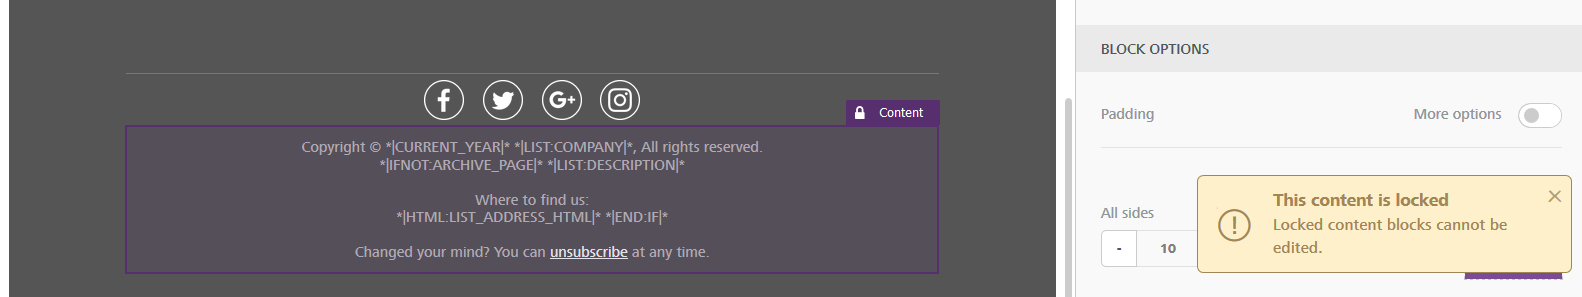 BLOCK OPTIONS
Padding
More options
Content
Copyright © *|CURRENT_YEAR|* *|LIST:COMPANY|*, All rights reserved.
*|IFNOT:ARCHIVE_PAGE|* *|LIST:DESCRIPTION|*
Where to find us:
*|HTML:LIST_ADDRESS_HTML|* *|END:IF|*
Changed your mind? You can unsubscribe at any time.
All sides
- 10
This content is locked
Locked content blocks cannot be
edited.